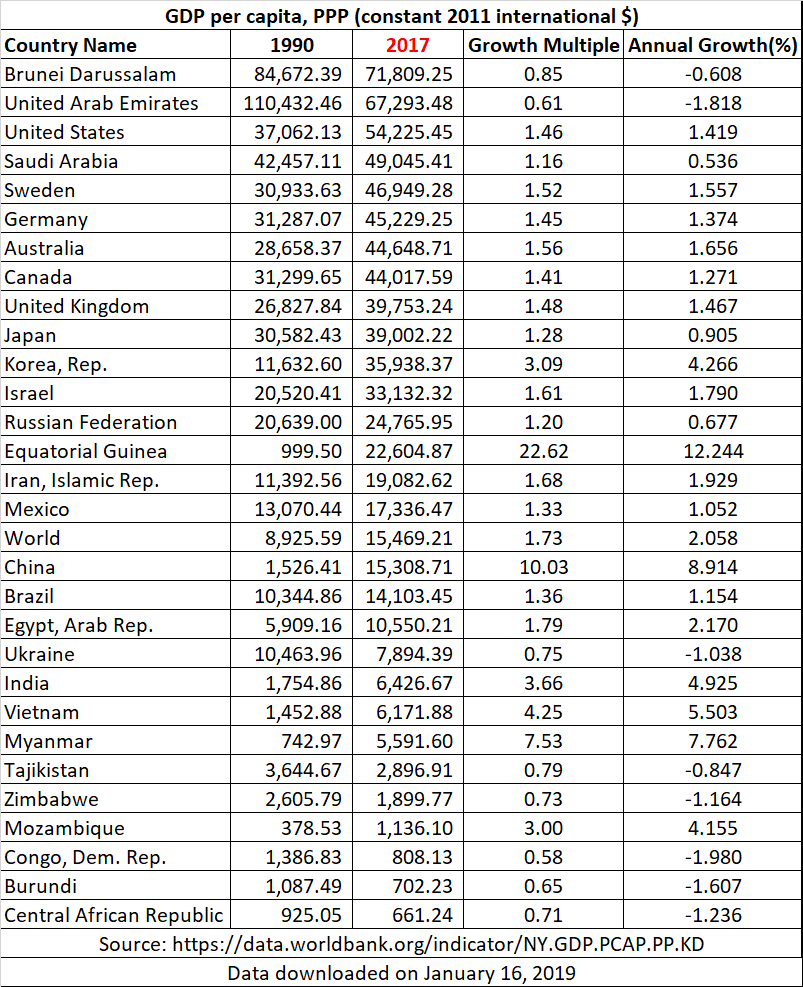 GDP per capita, PPP (constant 2011 international $)
Country Name 1990 2017 Growth Multiple Annual Growth(%)
Brunei Darussalam 84,672.39 71,809.25 0.85 -0.608
United Arab Emirates 110,432.46 67,293.48 0.61 -1.818
United States 37,062.13 54,225.45 1.46 1.419
Saudi Arabia 42,457.11 49,045.41 1.16 0.536
Sweden 30,933.63 46,949.28 1.52 1.557
Germany 31,287.07 45,229.25 1.45 1.374
Australia 28,658.37 44,648.71 1.56 1.656
Canada 31,299.65 44,017.59 1.41 1.271
United Kingdom 26,827.84 39,753.24 1.48 1.467
Japan 30,582.43 39,002.22 1.28 0.905
Korea, Rep. 11,632.60 35,938.37 3.09 4.266
Israel 20,520.41 33,132.32 1.61 1.790
Russian Federation 20,639.00 24,765.95 1.20 0.677
Equatorial Guinea 999.50 22,604.87 22.62 12.244
Iran, Islamic Rep. 11,392.56 19,082.62 1.68 1.929
Mexico 13,070.44 17,336.47 1.33 1.052
World 8,925.59 15,469.21 1.73 2.058
China 1,526.41 15,308.71 10.03 8.914
Brazil 10,344.86 14,103.45 1.36 1.154
Egypt, Arab Rep. 5,909.16 10,550.21 1.79 2.170
Ukraine 10,463.96 7,894.39 0.75 -1.038
India 1,754.86 6,426.67 3.66 4.925
Vietnam 1,452.88 6,171.88 4.25 5.503
Myanmar 742.97 5,591.60 7.53 7.762
Tajikistan 3,644.67 2,896.91 0.79 -0.847
Zimbabwe 2,605.79 1,899.77 0.73 -1.164
Mozambique 378.53 1,136.10 3.00 4.155
Congo, Dem. Rep. 1,386.83 808.13 0.58 -1.980
Burundi 1,087.49 702.23 0.65 -1.607
Central African Republic 925.05 661.24 0.71 -1.236
Source: https://data.worldbank.org/indicator/NY.GDP.PCAP.PP.KD
Data downloaded on January 16, 2019